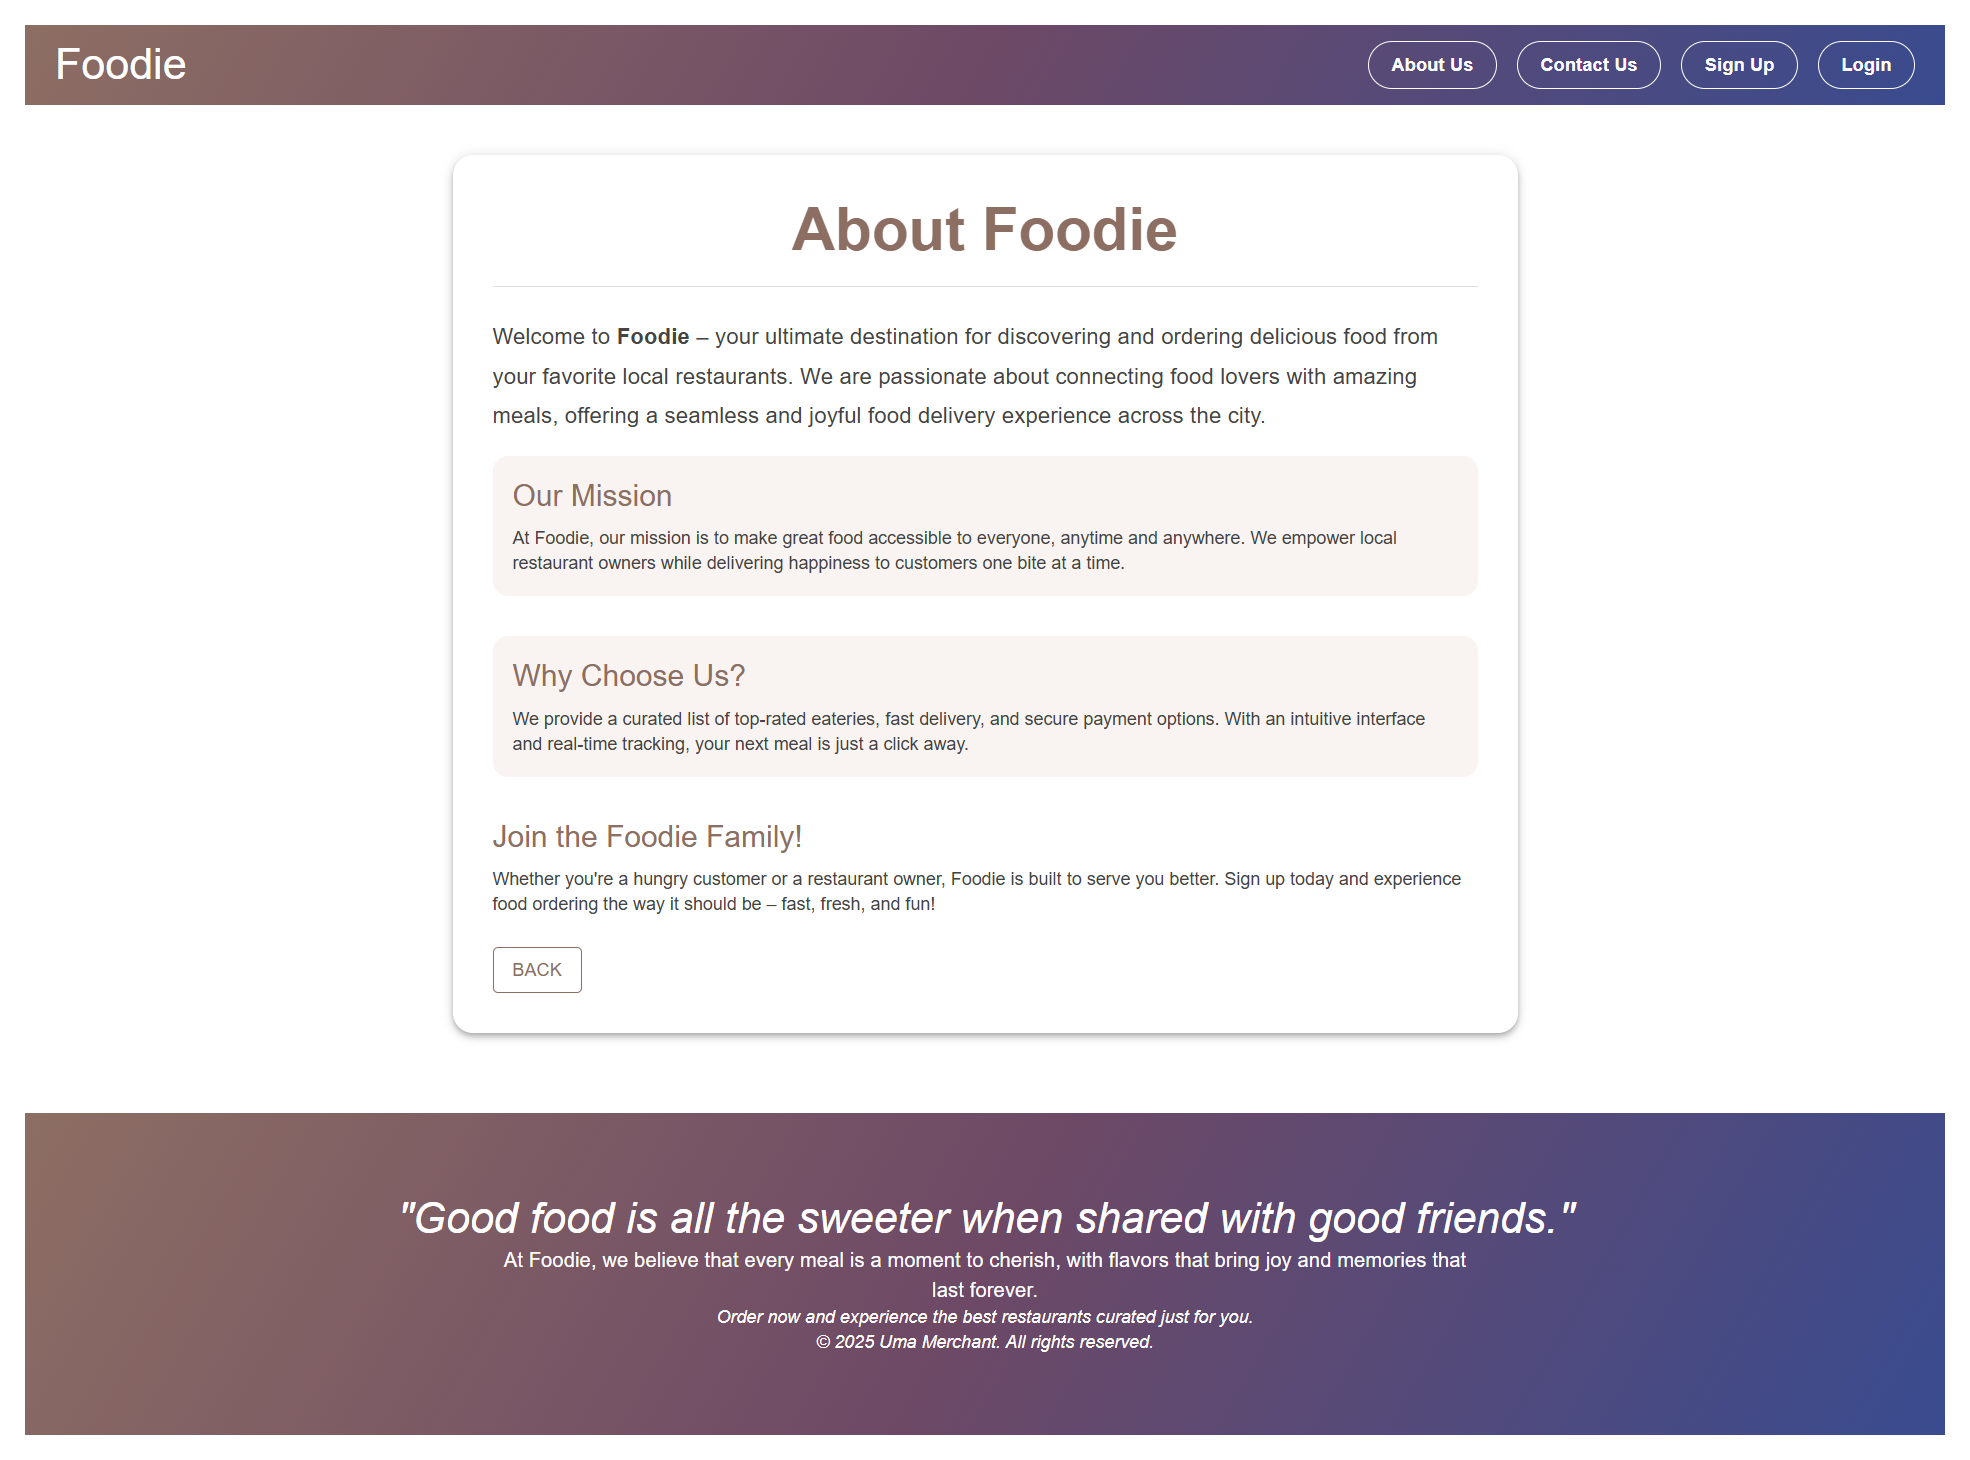 Foodie
About Us
Contact Us
Sign Up
Login
About Foodie
Welcome to Foodie – your ultimate destination for discovering and ordering delicious food from
your favorite local restaurants. We are passionate about connecting food lovers with amazing
meals, offering a seamless and joyful food delivery experience across the city.
Our Mission
At Foodie, our mission is to make great food accessible to everyone, anytime and anywhere. We empower local
restaurant owners while delivering happiness to customers one bite at a time.
Why Choose Us?
We provide a curated list of top-rated eateries, fast delivery, and secure payment options. With an intuitive interface
and real-time tracking, your next meal is just a click away.
Join the Foodie Family!
Whether you're a hungry customer or a restaurant owner, Foodie is built to serve you better. Sign up today and experience
food ordering the way it should be – fast, fresh, and fun!
BACK
"Good food is all the sweeter when shared with good friends."
At Foodie, we believe that every meal is a moment to cherish, with flavors that bring joy and memories that
last forever.
Order now and experience the best restaurants curated just for you.
© 2025 Uma Merchant. All rights reserved.